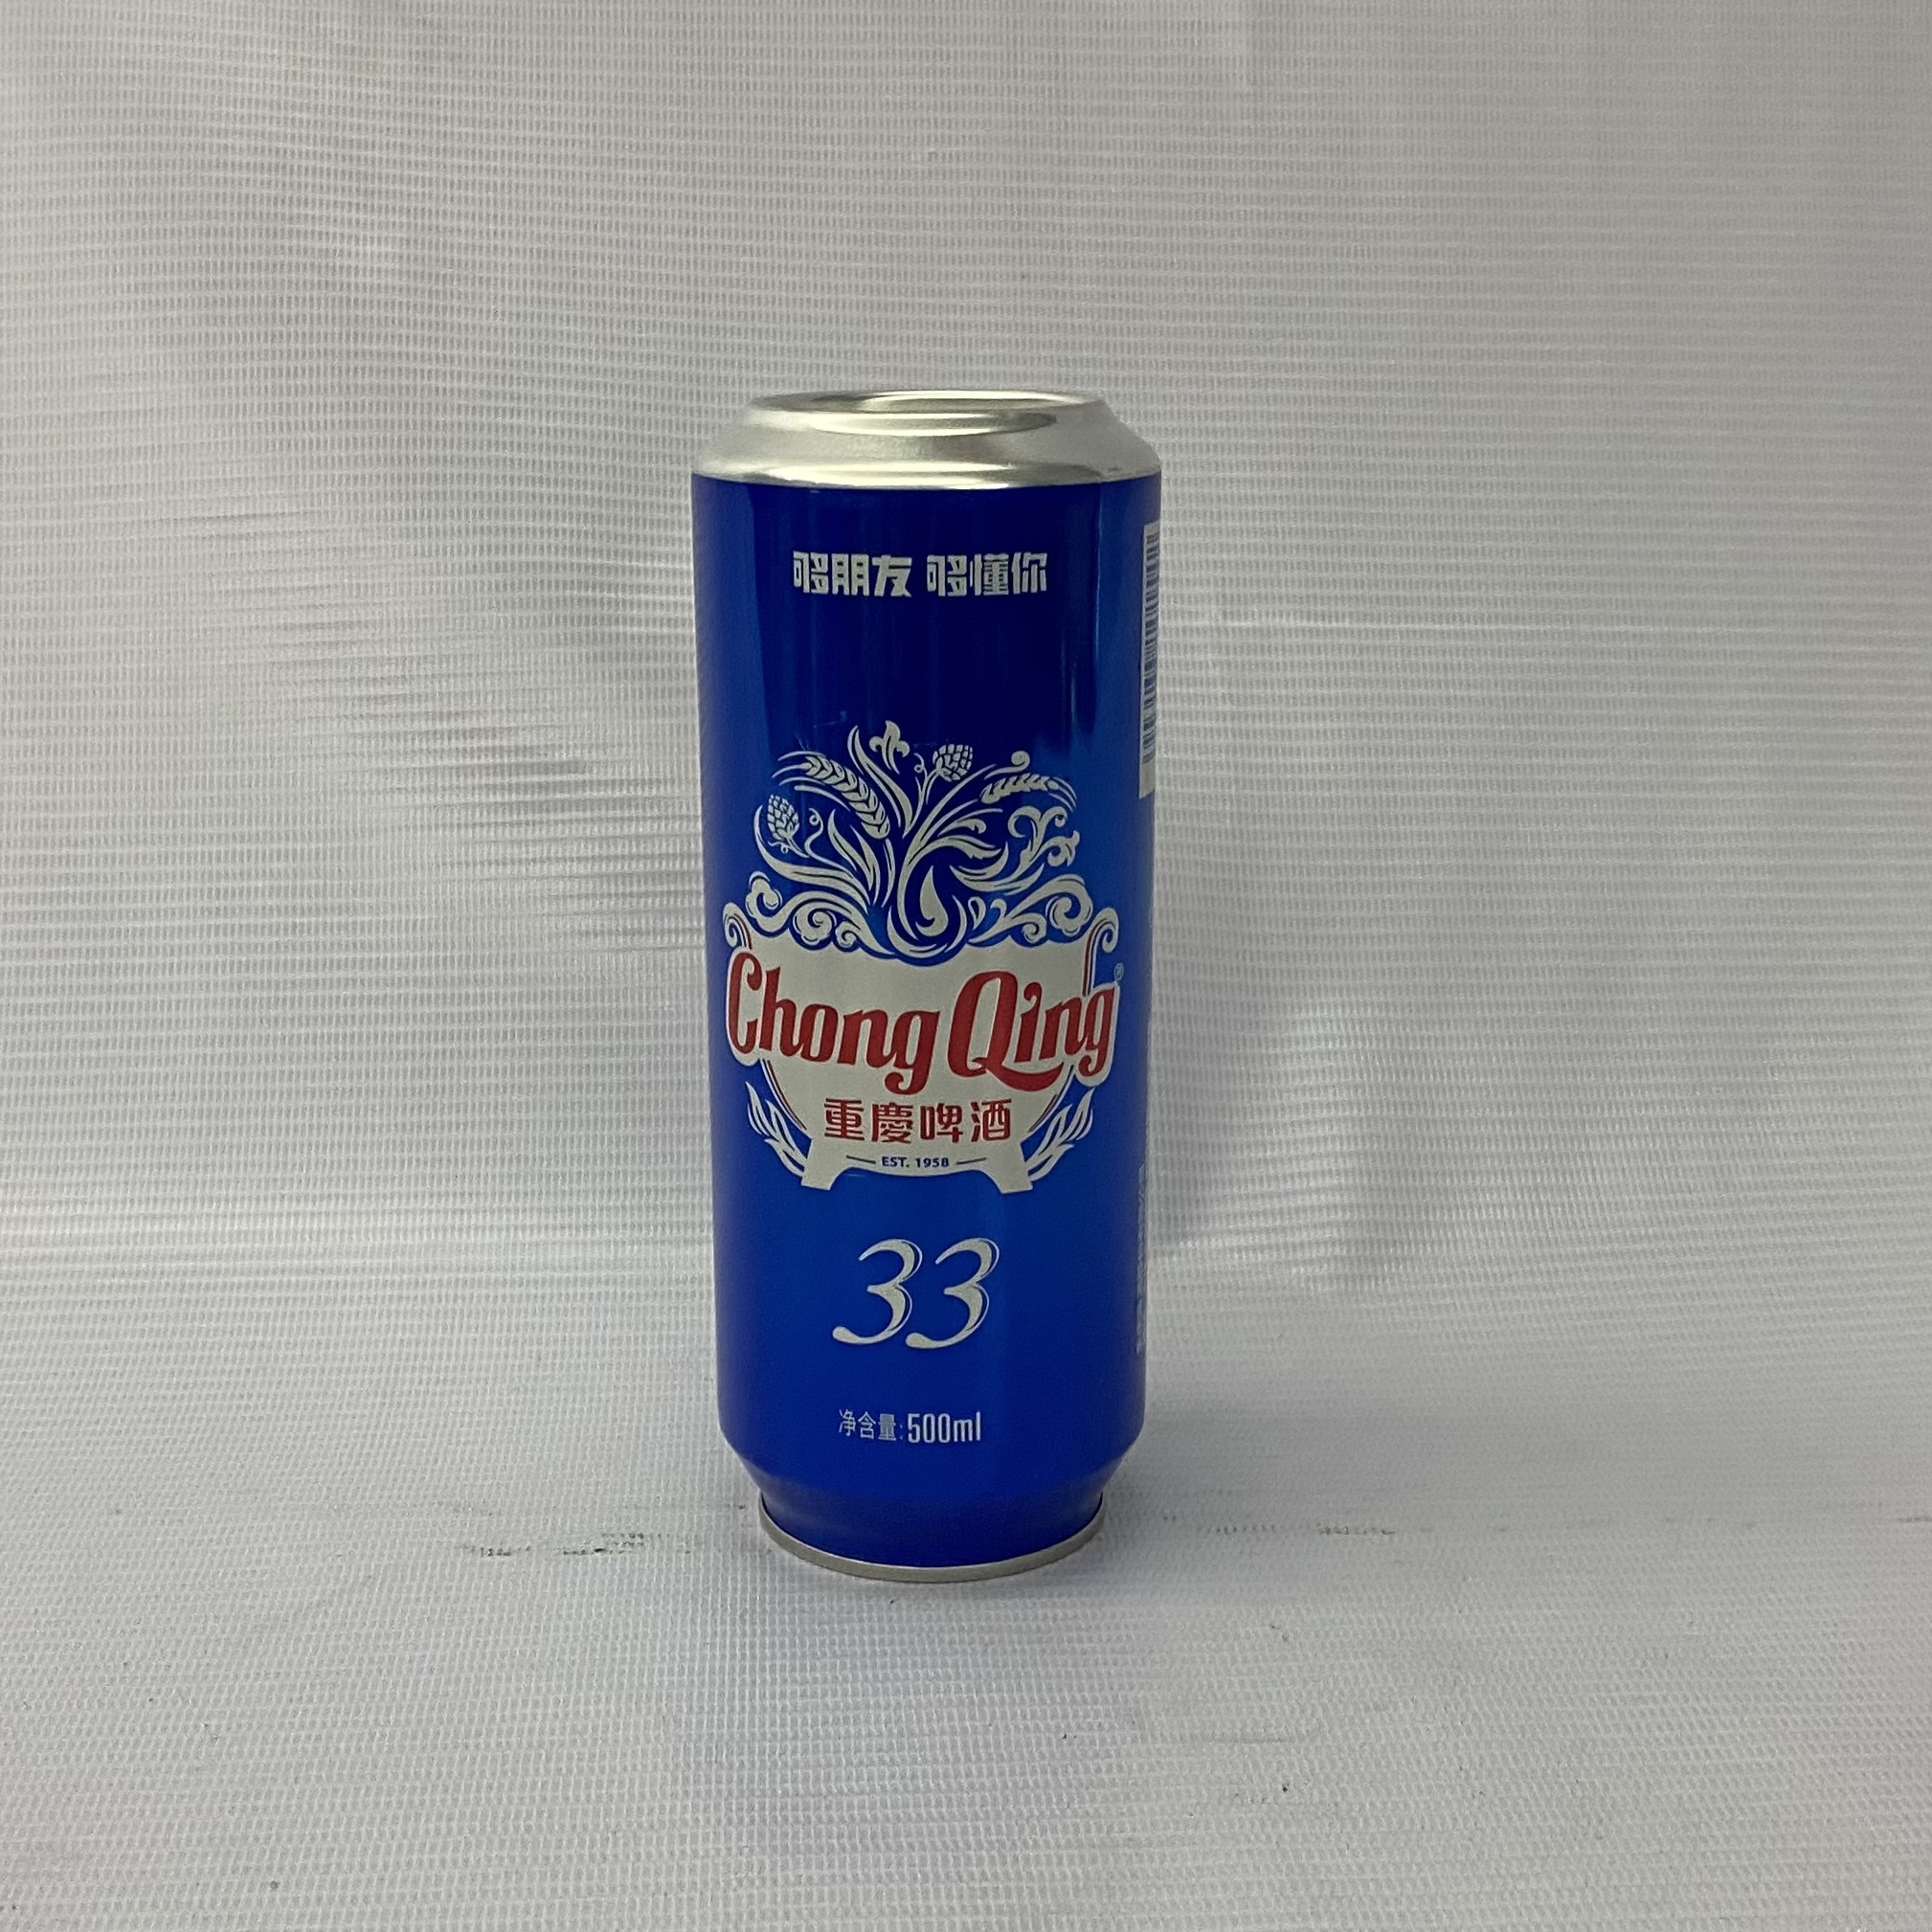 够朋友 够懂你
Chong Qing®
重慶啤酒
EST. 1958
33
净含量:500ml